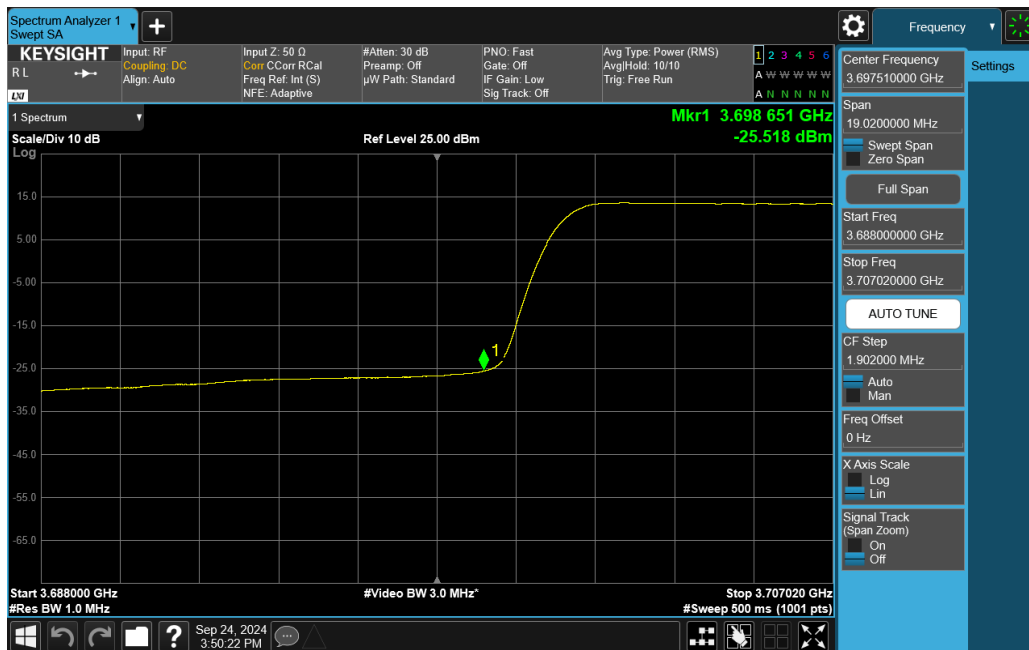 Spectrum Analyzer 1
Swept SA
Frequency
KEYSIGHT
R L
LXI
Input: RF
Coupling: DC
Align: Auto
Input Z: 50 Ω
Corr CCorr RCal
Freq Ref: Int (S)
NFE: Adaptive
#Atten: 30 dB
Preamp: Off
µW Path: Standard
PNO: Fast
Gate: Off
IF Gain: Low
Sig Track: Off
Avg Type: Power (RMS)
Avg|Hold: 10/10
Trig: Free Run
1 2 3 4 5 6
A W W W W W
A N N N N N
1 Spectrum
Scale/Div 10 dB
Log
Ref Level 25.00 dBm
Mkr1 3.698 651 GHz
-25.518 dBm
15.0
5.00
-5.00
-15.0
-25.0
-35.0
-45.0
-55.0
-65.0
1
Start 3.688000 GHz
#Res BW 1.0 MHz
#Video BW 3.0 MHz*
Stop 3.707020 GHz
#Sweep 500 ms (1001 pts)
Center Frequency
3.697510000 GHz
Span
19.0200000 MHz
Swept Span
Zero Span
Full Span
Start Freq
3.688000000 GHz
Stop Freq
3.707020000 GHz
AUTO TUNE
CF Step
1.902000 MHz
Auto
Man
Freq Offset
0 Hz
X Axis Scale
Log
Lin
Signal Track
(Span Zoom)
On
Off
Settings
?
Sep 24, 2024
3:50:22 PM